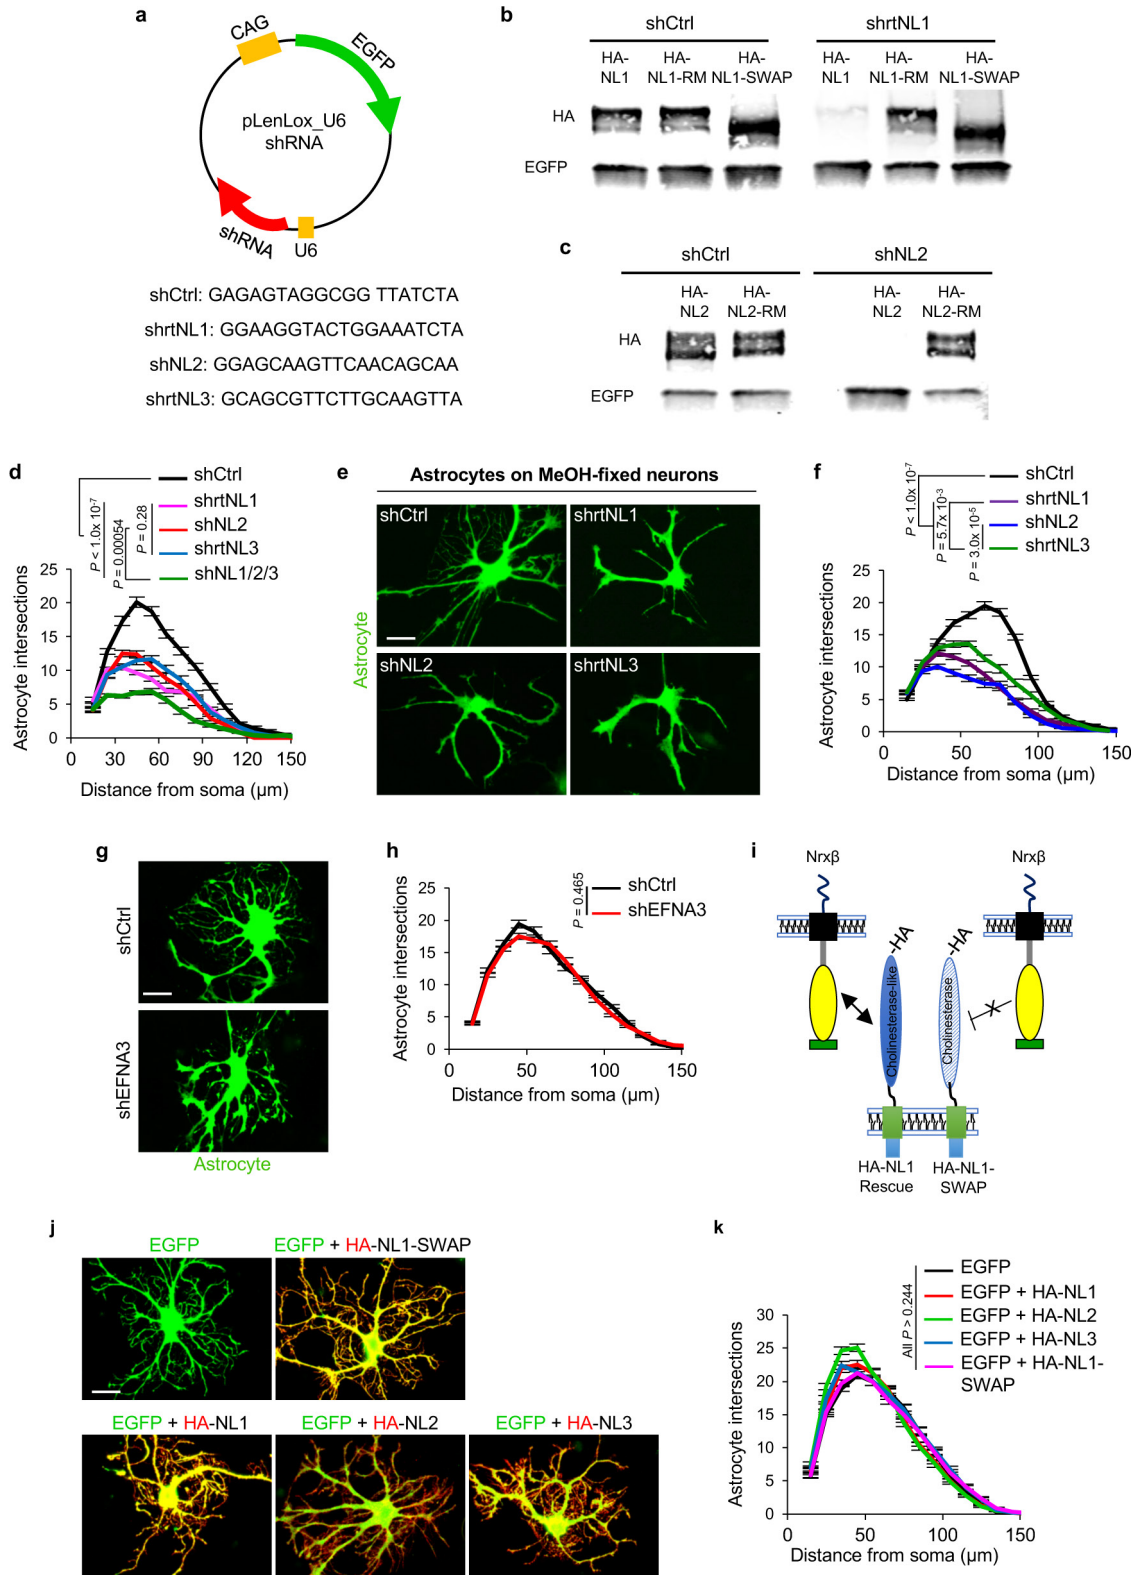 a
CAG
EGFP
pLenLox_U6
shRNA
shRNA
U6
shCtrl: GAGAGTAGGCGG TTATCTA
shrtNL1: GGAAGGTACTGGAAATCTA
shNL2: GGAGCAAGTTCAACAGCAA
shrtNL3: GCAGCGTTCTTGCAAGTTA
b
shCtrl
shrtNL1
HA-
NL1
HA-
NL1-RM
HA-
NL1-SWAP
HA-
NL1
HA-
NL1-RM
HA-
NL1-SWAP
HA
EGFP
c
shCtrl
shNL2
HA-
NL2
HA-
NL2-RM
HA-
NL2
HA-
NL2-RM
HA
EGFP
d
shCtrl
shrtNL1
shNL2
shrtNL3
shNL1/2/3
P < 1.0x 10-7
P = 0.00054
P = 0.28
Astrocyte intersections
25
20
15
10
5
0
0
30
60
90
120
150
Distance from soma (µm)
e
Astrocytes on MeOH-fixed neurons
shCtrl
shrtNL1
shNL2
shrtNL3
Astrocyte
f
shCtrl
shrtNL1
shNL2
shrtNL3
P < 1.0x 10-7
P = 5.7x 10-3
P = 3.0x 10-5
Astrocyte intersections
25
20
15
10
5
0
0
50
100
150
Distance from soma (µm)
g
shCtrl
shEFNA3
Astrocyte
h
shCtrl
shEFNA3
P = 0.465
Astrocyte intersections
25
20
15
10
5
0
0
50
100
150
Distance from soma (µm)
i
Nrxβ
Nrxβ
-HA
-HA
Cholinesterase-like
Cholinesterase
HA-NL1
Rescue
HA-NL1-
SWAP
j
EGFP
EGFP + HA-NL1-SWAP
EGFP + HA-NL1
EGFP + HA-NL2
EGFP + HA-NL3
k
EGFP
EGFP + HA-NL1
EGFP + HA-NL2
EGFP + HA-NL3
EGFP + HA-NL1-
SWAP
All P > 0.244
Astrocyte intersections
30
25
20
15
10
5
0
0
50
100
150
Distance from soma (µm)